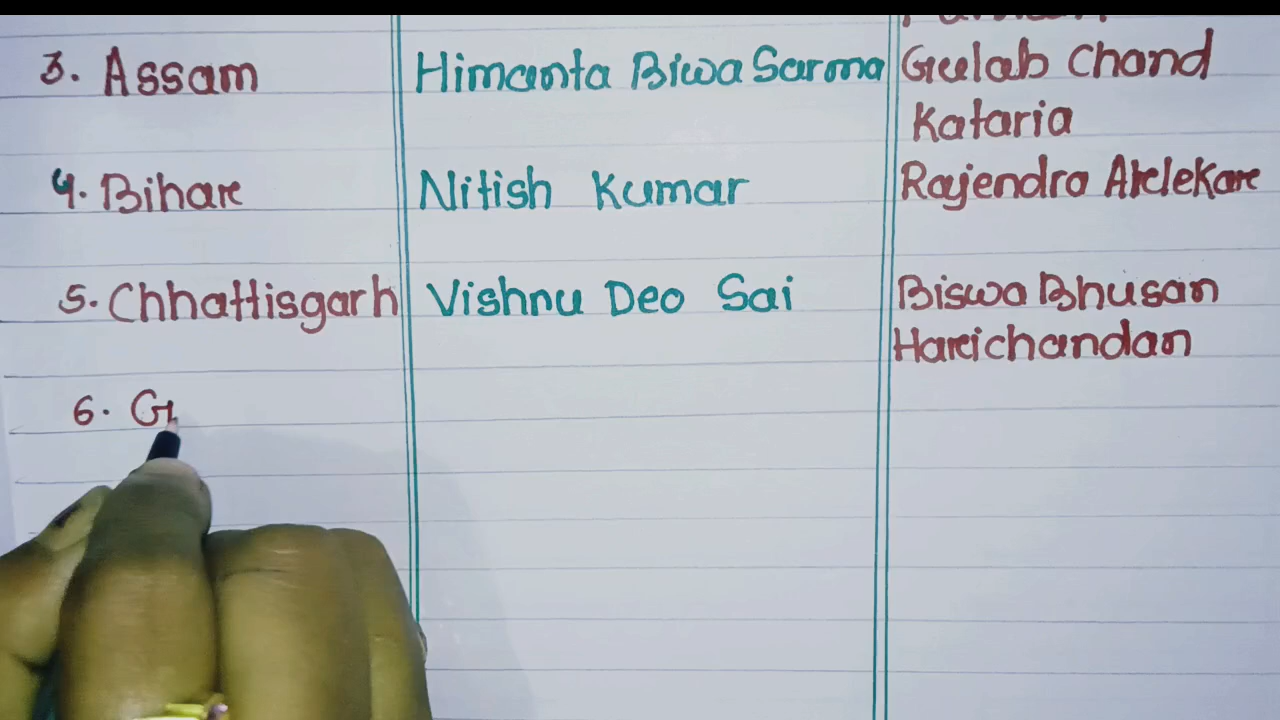 3. Assam Himanta Biwa Sarma Gulab Chand
Kataria
4. Bihar Nitish Kumar Rajendra Arlekar
5. Chhattisgarh Vishnu Deo Sai Biswa Bhusan
Harichandan
6. G